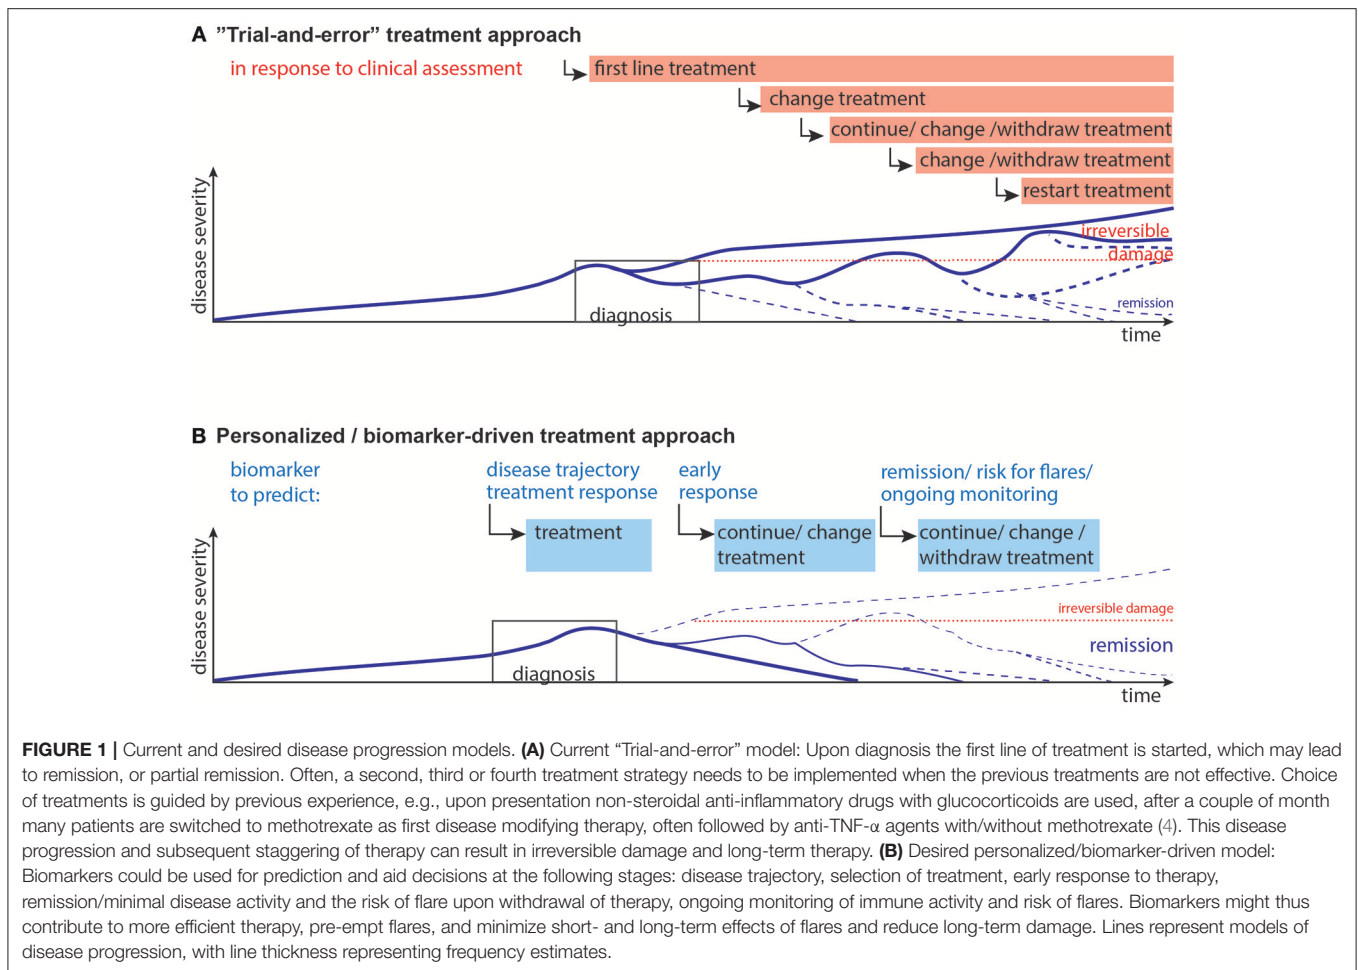 A ”Trial-and-error” treatment approach
in response to clinical assessment
first line treatment
change treatment
continue/ change /withdraw treatment
change /withdraw treatment
restart treatment
disease severity
irreversible
damage
remission
diagnosis
time
B Personalized / biomarker-driven treatment approach
biomarker
to predict:
disease trajectory
treatment response
early
response
remission/ risk for flares/
ongoing monitoring
treatment
continue/ change
treatment
continue/ change /
withdraw treatment
disease severity
irreversible damage
remission
diagnosis
time
FIGURE 1 | Current and desired disease progression models. (A) Current “Trial-and-error” model: Upon diagnosis the first line of treatment is started, which may lead
to remission, or partial remission. Often, a second, third or fourth treatment strategy needs to be implemented when the previous treatments are not effective. Choice
of treatments is guided by previous experience, e.g., upon presentation non-steroidal anti-inflammatory drugs with glucocorticoids are used, after a couple of month
many patients are switched to methotrexate as first disease modifying therapy, often followed by anti-TNF-α agents with/without methotrexate (4). This disease
progression and subsequent staggering of therapy can result in irreversible damage and long-term therapy. (B) Desired personalized/biomarker-driven model:
Biomarkers could be used for prediction and aid decisions at the following stages: disease trajectory, selection of treatment, early response to therapy,
remission/minimal disease activity and the risk of flare upon withdrawal of therapy, ongoing monitoring of immune activity and risk of flares. Biomarkers might thus
contribute to more efficient therapy, pre-empt flares, and minimize short- and long-term effects of flares and reduce long-term damage. Lines represent models of
disease progression, with line thickness representing frequency estimates.